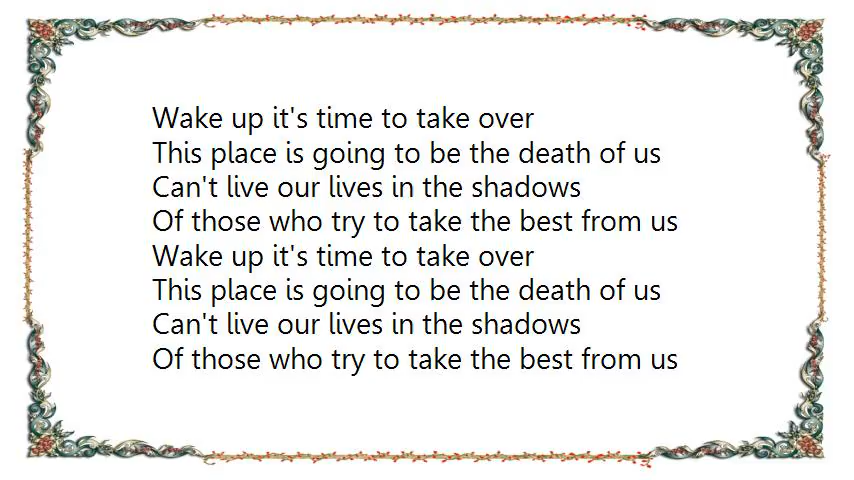 Wake up it's time to take over
This place is going to be the death of us
Can't live our lives in the shadows
Of those who try to take the best from us
Wake up it's time to take over
This place is going to be the death of us
Can't live our lives in the shadows
Of those who try to take the best from us